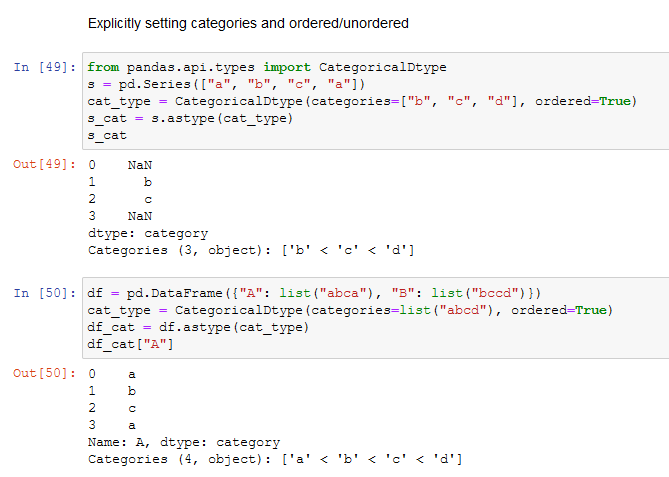 Explicitly setting categories and ordered/unordered
In [49]: from pandas.api.types import CategoricalDtype
s = pd.Series(["a", "b", "c", "a"])
cat_type = CategoricalDtype(categories=["b", "c", "d"], ordered=True)
s_cat = s.astype(cat_type)
s_cat
Out[49]: 0    NaN
1      b
2      c
3    NaN
dtype: category
Categories (3, object): ['b' < 'c' < 'd']
In [50]: df = pd.DataFrame({"A": list("abca"), "B": list("bccd")})
cat_type = CategoricalDtype(categories=list("abcd"), ordered=True)
df_cat = df.astype(cat_type)
df_cat["A"]
Out[50]: 0    a
1    b
2    c
3    a
Name: A, dtype: category
Categories (4, object): ['a' < 'b' < 'c' < 'd']